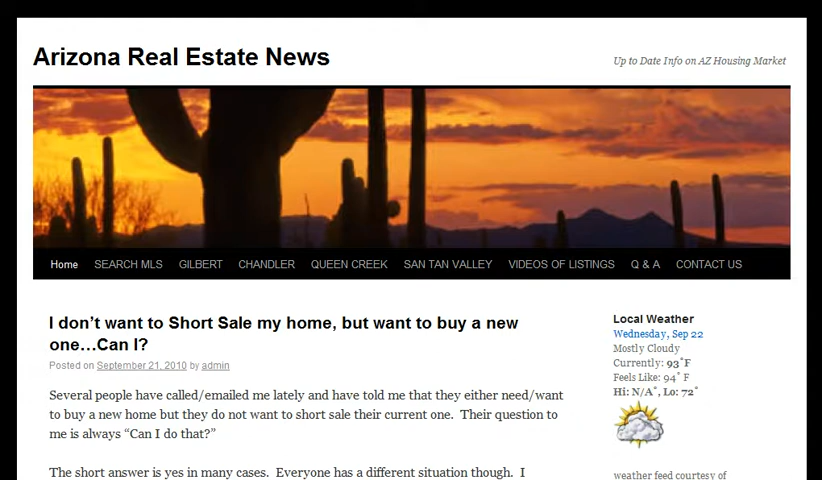 Arizona Real Estate News
Up to Date Info on AZ Housing Market
Home SEARCH MLS GILBERT CHANDLER QUEEN CREEK SAN TAN VALLEY VIDEOS OF LISTINGS Q & A CONTACT US
I don’t want to Short Sale my home, but want to buy a new
one…Can I?
Posted on September 21, 2010 by admin
Several people have called/emailed me lately and have told me that they either need/want
to buy a new home but they do not want to short sale their current one.  Their question to
me is always “Can I do that?”
The short answer is yes in many cases.  Everyone has a different situation though.  I
Local Weather
Wednesday, Sep 22
Mostly Cloudy
Currently: 93˚F
Feels Like: 94˚ F
Hi: N/A˚, Lo: 72˚
weather feed courtesy of